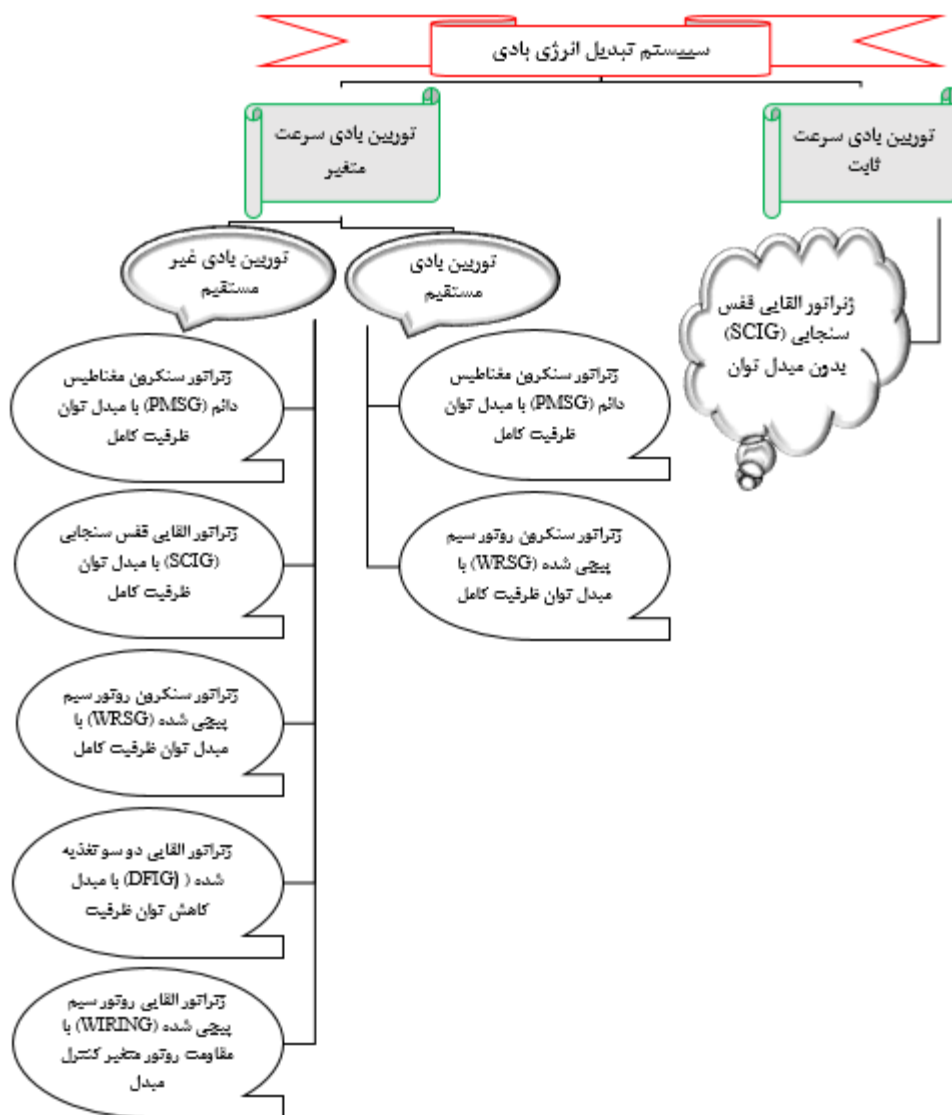 سییستم تبدیل انرژی بادی
توربین بادی سرعت
ثابت
توربین بادی سرعت
متغیر
ژنراتور القایی قفس
سنجابی (SCIG)
بدون مبدل توان
توربین بادی
مستقیم
توربین بادی غیر
مستقیم
ژنراتور سنکرون مغناطیس
دائم (PMSG) با مبدل توان
ظرفیت کامل
ژنراتور سنکرون روتور سیم
پیچی شده (WRSG) با
مبدل توان ظرفیت کامل
ژنراتور سنکرون مغناطیس
دائم (PMSG) با مبدل توان
ظرفیت کامل
ژنراتور القایی قفس سنجابی
(SCIG) با مبدل توان
ظرفیت کامل
ژنراتور سنکرون روتور سیم
پیچی شده (WRSG) با
مبدل توان ظرفیت کامل
ژنراتور القایی دو سو تغذیه
شده ( (DFIG) با مبدل
کاهش توان ظرفیت
ژنراتور القایی روتور سیم
پیچی شده (WIRING) با
مقاومت روتور متغیر کنترل
مبدل